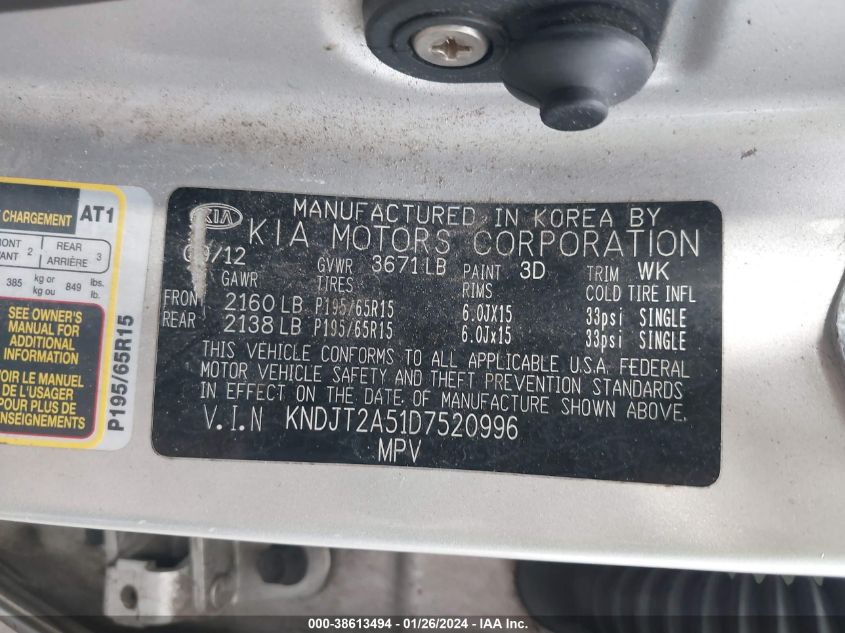 CHARGEMENT AT1
2 REAR 3
ARRIÈRE
385 kg or 849 lbs.
kg ou lb.
SEE OWNER'S
MANUAL FOR
ADDITIONAL
INFORMATION
LE MANUEL
DE L'USAGER
POUR PLUS DE
P195/65R15
KIA
MANUFACTURED IN KOREA BY
KIA MOTORS CORPORATION
GVWR 3671 LB PAINT 3D TRIM WK
GAWR TIRES RIMS COLD TIRE INFL
FRONT 2160 LB P195/65R15 6.0JX15 33psi SINGLE
REAR 2138 LB P195/65R15 6.0Jx15 33psi SINGLE
THIS VEHICLE CONFORMS TO ALL APPLICABLE U.S.A. FEDERAL
MOTOR VEHICLE SAFETY AND THEFT PREVENTION STANDARDS
IN EFFECT ON THE DATE OF MANUFACTURE SHOWN ABOVE.
V.I.N KNDJT2A51D7520996
MPV
000-38613494 - 01/26/2024 - IAA Inc.